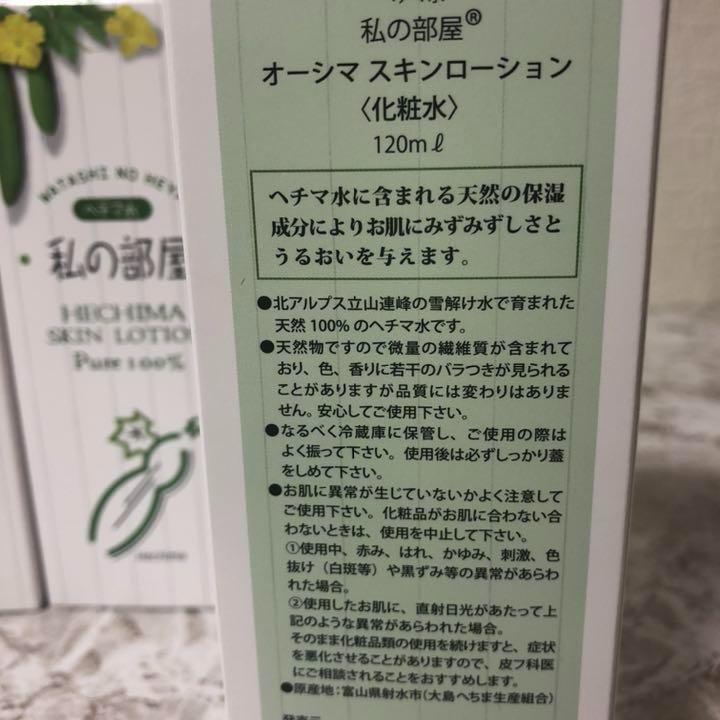 私の部屋®
オーシマ スキンローション
〈化粧水〉
120mℓ
ヘチマ水に含まれる天然の保湿
成分によりお肌にみずみずしさと
うるおいを与えます。
●北アルプス立山連峰の雪解け水で育まれた
天然100%のヘチマ水です。
●天然物ですので微量の繊維質が含まれて
おり、色、香りに若干のバラつきが見られる
ことがありますが品質には変わりはありま
せん。安心してご使用下さい。
●なるべく冷蔵庫に保管し、ご使用の際は
よく振って下さい。使用後は必ずしっかり蓋
をしめて下さい。
●お肌に異常が生じていないかよく注意して
ご使用下さい。化粧品がお肌に合わない合
わないときは、使用を中止して下さい。
①使用中、赤み、はれ、かゆみ、刺激、色
抜け（白斑等）や黒ずみ等の異常があらわ
れた場合。
②使用したお肌に、直射日光があたって上
記のような異常があらわれた場合。
そのまま化粧品類の使用を続けますと、症状
を悪化させることがありますので、皮フ科医
にご相談されることをおすすめします。
●原産地：富山県射水市（大島へちま生産組合）
WATASHI NO HEY
ヘチマ水
私の部屋
HECHIMA
SKIN LOTIO
Pure 100%